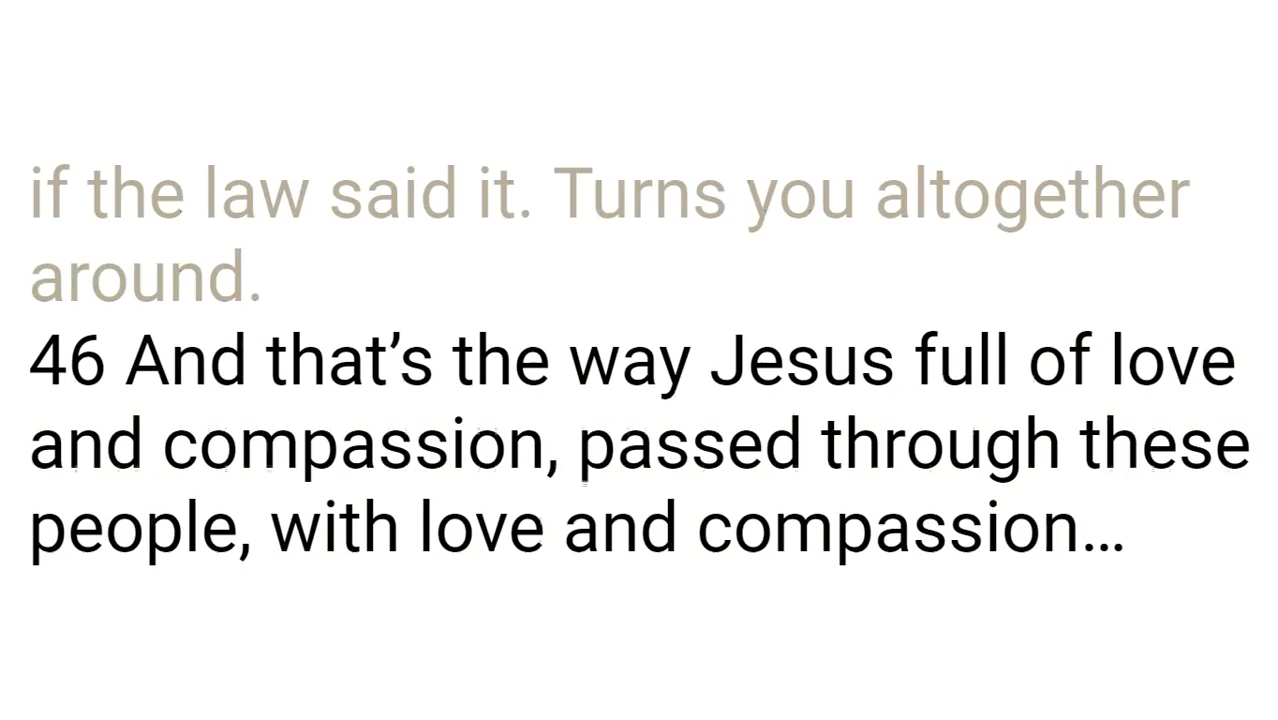 if the law said it. Turns you altogether
around.
46 And that’s the way Jesus full of love
and compassion, passed through these
people, with love and compassion…